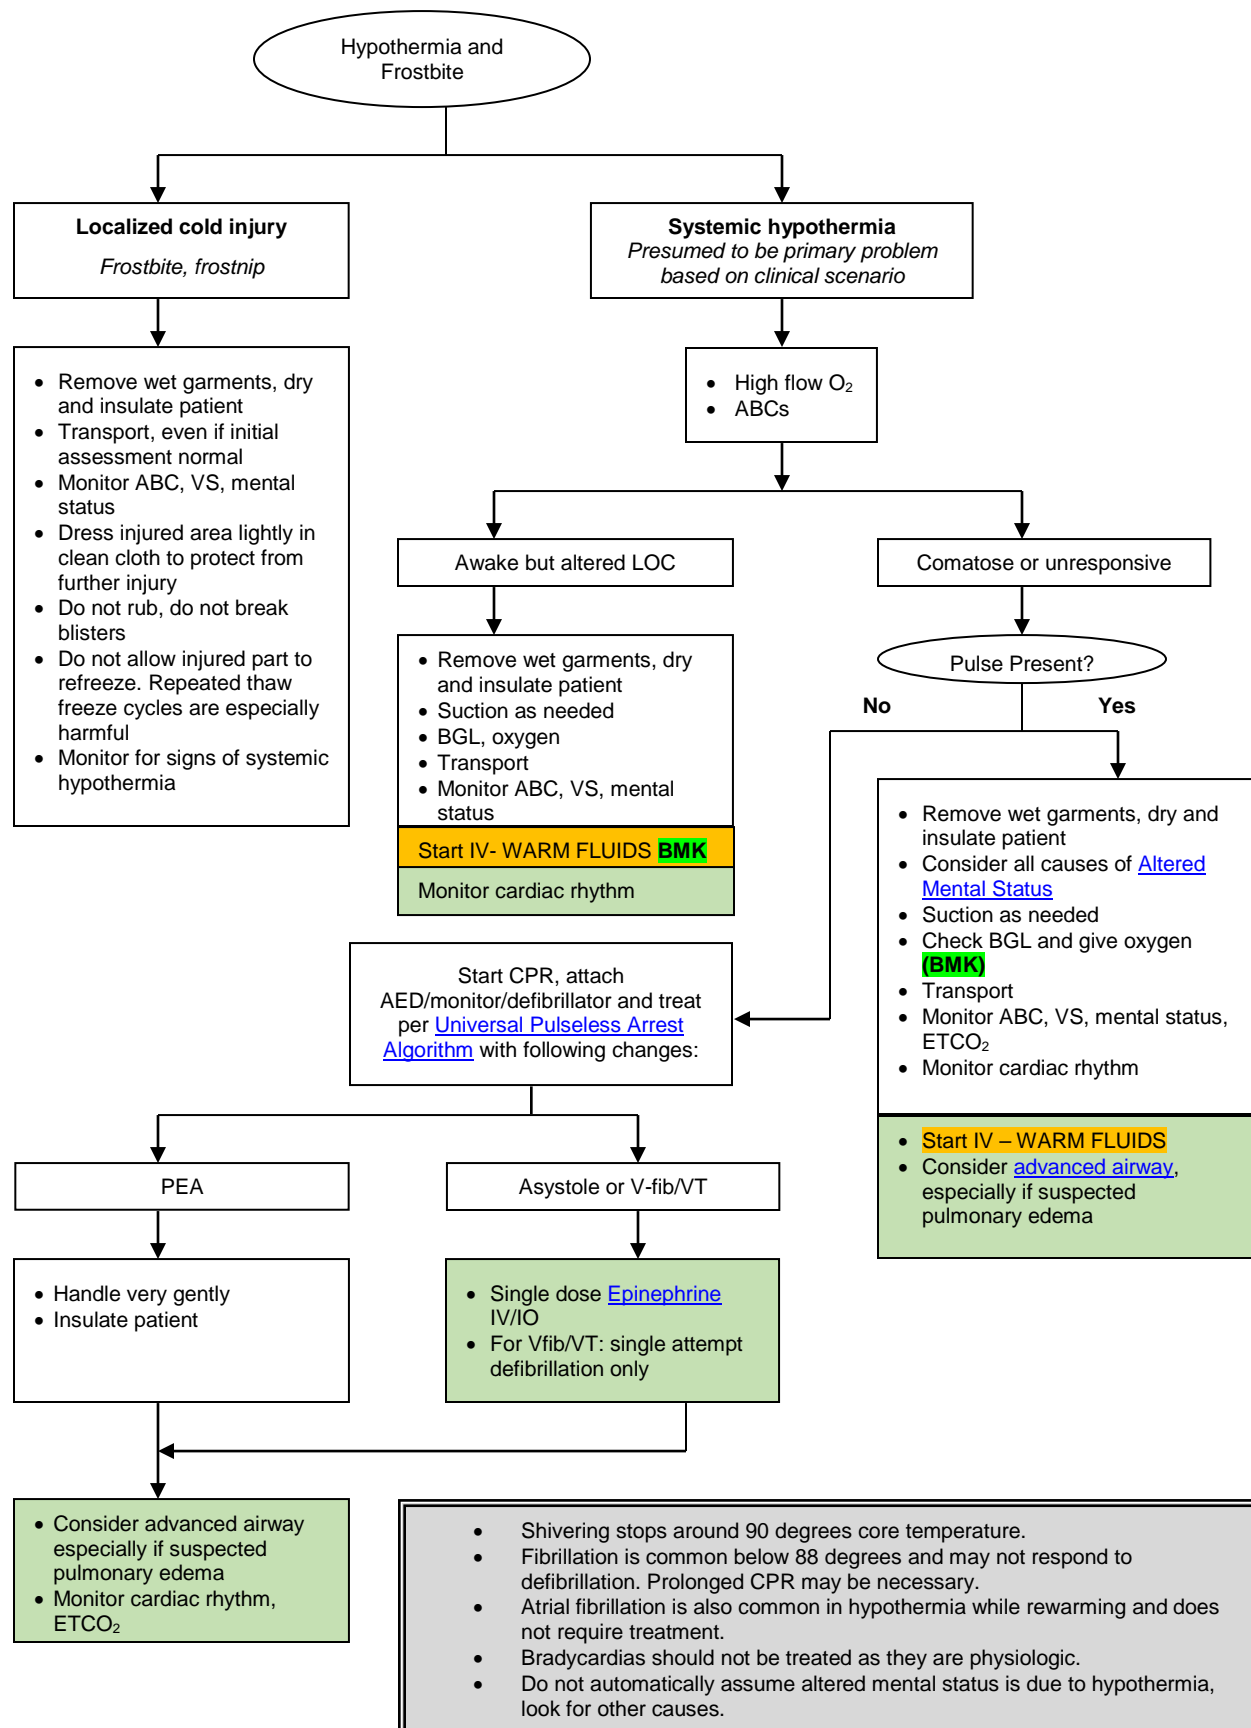 Hypothermia and
Frostbite
Localized cold injury
Frostbite, frostnip
Systemic hypothermia
Presumed to be primary problem
based on clinical scenario
• Remove wet garments, dry
and insulate patient
• Transport, even if initial
assessment normal
• Monitor ABC, VS, mental
status
• Dress injured area lightly in
clean cloth to protect from
further injury
• Do not rub, do not break
blisters
• Do not allow injured part to
refreeze. Repeated thaw
freeze cycles are especially
harmful
• Monitor for signs of systemic
hypothermia
• High flow O₂
• ABCs
Awake but altered LOC
Comatose or unresponsive
• Remove wet garments, dry
and insulate patient
• Suction as needed
• BGL, oxygen
• Transport
• Monitor ABC, VS, mental
status
Start IV- WARM FLUIDS BMK
Monitor cardiac rhythm
Pulse Present?
No
Yes
• Remove wet garments, dry and
insulate patient
• Consider all causes of Altered
Mental Status
• Suction as needed
• Check BGL and give oxygen
(BMK)
• Transport
• Monitor ABC, VS, mental status,
ETCO₂
• Monitor cardiac rhythm
• Start IV – WARM FLUIDS
• Consider advanced airway,
especially if suspected
pulmonary edema
Start CPR, attach
AED/monitor/defibrillator and treat
per Universal Pulseless Arrest
Algorithm with following changes:
PEA
Asystole or V-fib/VT
• Handle very gently
• Insulate patient
• Single dose Epinephrine
IV/IO
• For Vfib/VT: single attempt
defibrillation only
• Consider advanced airway
especially if suspected
pulmonary edema
• Monitor cardiac rhythm,
ETCO₂
• Shivering stops around 90 degrees core temperature.
• Fibrillation is common below 88 degrees and may not respond to
defibrillation. Prolonged CPR may be necessary.
• Atrial fibrillation is also common in hypothermia while rewarming and does
not require treatment.
• Bradycardias should not be treated as they are physiologic.
• Do not automatically assume altered mental status is due to hypothermia,
look for other causes.